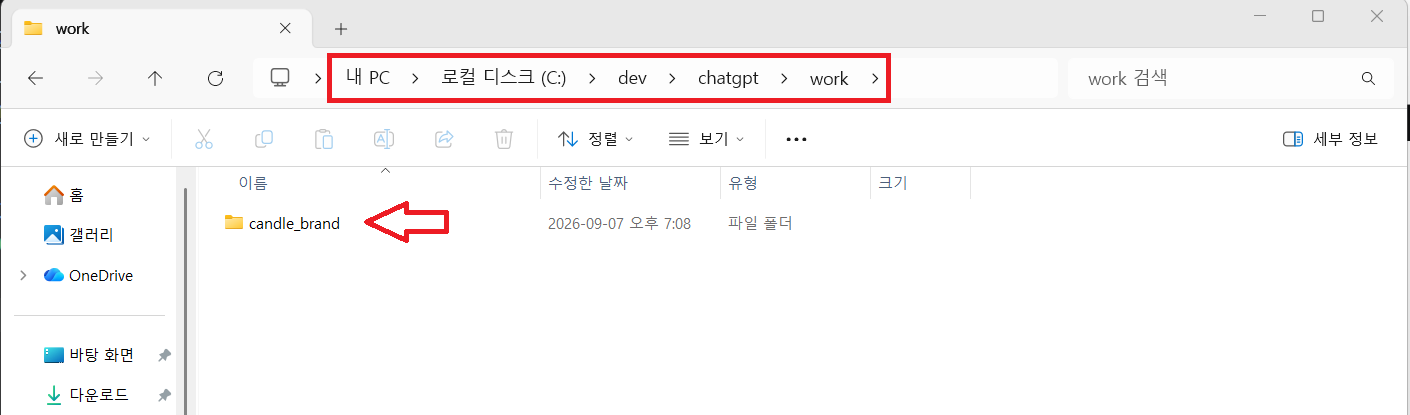 work
내 PC > 로컬 디스크 (C:) > dev > chatgpt > work >
work 검색
새로 만들기
정렬
보기
세부 정보
이름 수정한 날짜 유형 크기
candle_brand 2026-09-07 오후 7:08 파일 폴더
홈
갤러리
OneDrive
바탕 화면
다운로드